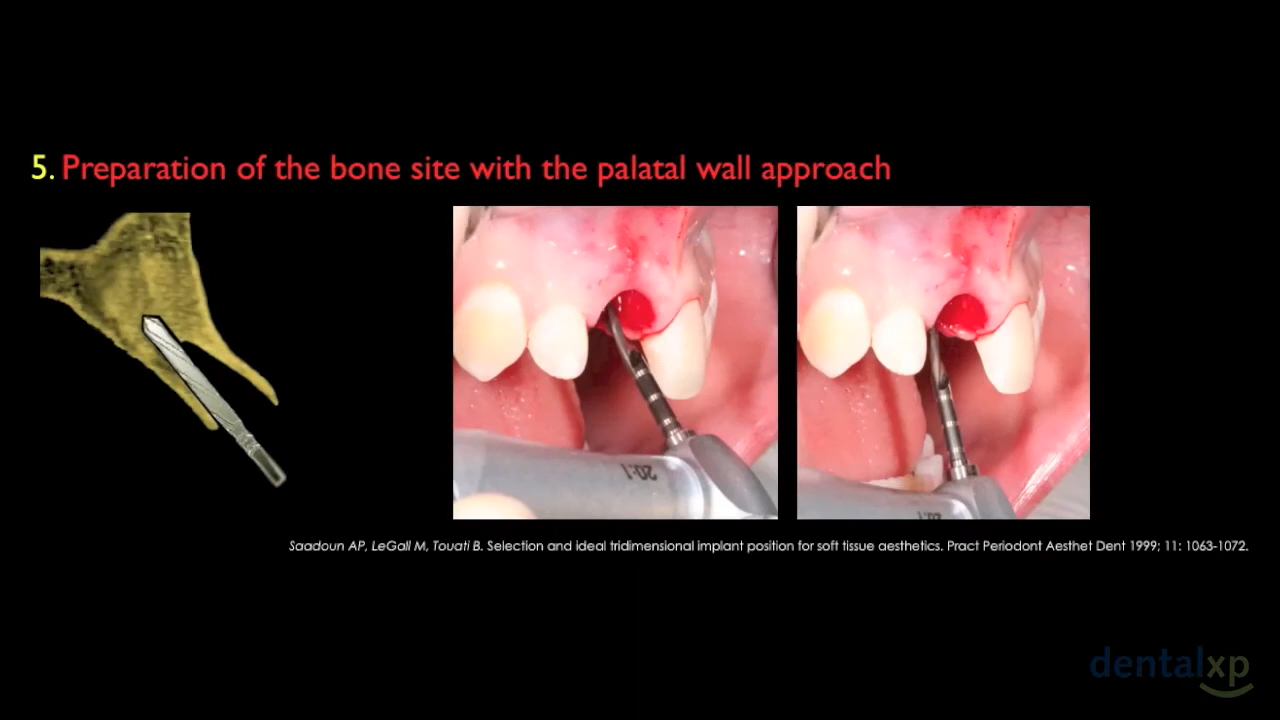 5. Preparation of the bone site with the palatal wall approach
20:1
Saadoun AP, LeGall M, Touati B. Selection and ideal tridimensional implant position for soft tissue aesthetics. Pract Periodont Aesthet Dent 1999; 11: 1063-1072.
dentalxp